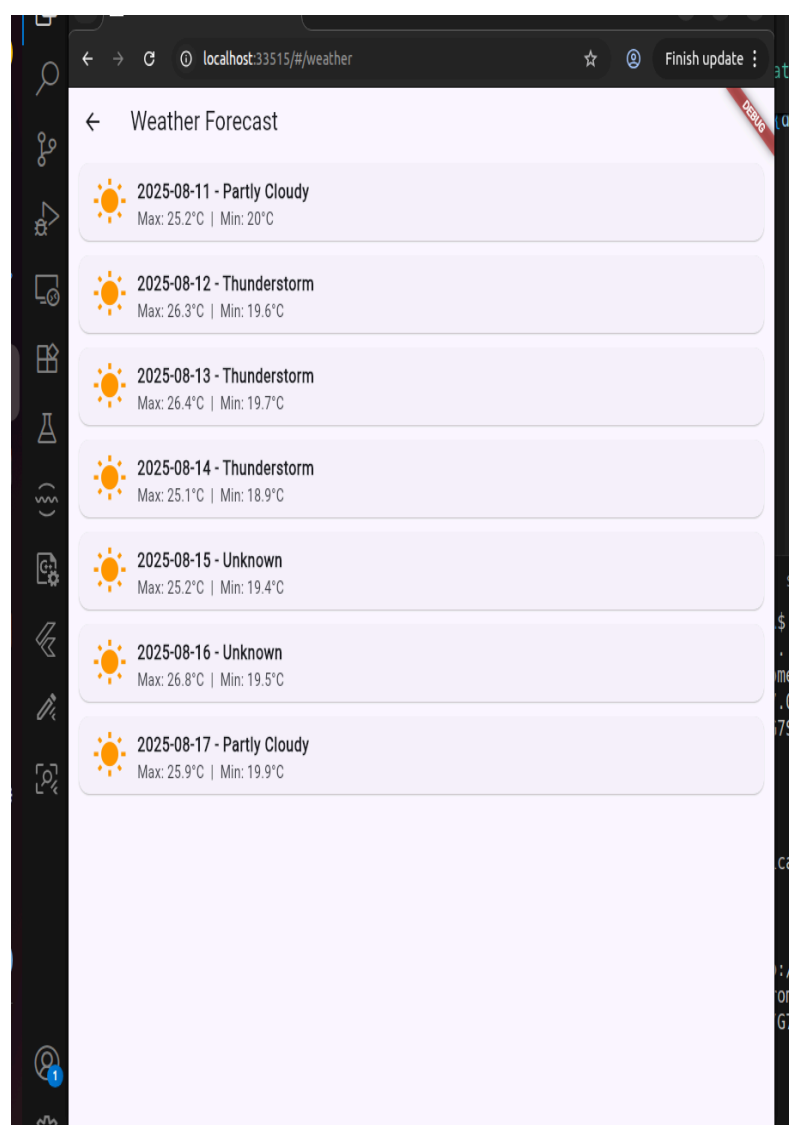 localhost:33515/#/weather
Finish update
at
Weather Forecast
DEBUG
2025-08-11 - Partly Cloudy
Max: 25.2°C | Min: 20°C
2025-08-12 - Thunderstorm
Max: 26.3°C | Min: 19.6°C
2025-08-13 - Thunderstorm
Max: 26.4°C | Min: 19.7°C
2025-08-14 - Thunderstorm
Max: 25.1°C | Min: 18.9°C
2025-08-15 - Unknown
Max: 25.2°C | Min: 19.4°C
2025-08-16 - Unknown
Max: 26.8°C | Min: 19.5°C
2025-08-17 - Partly Cloudy
Max: 25.9°C | Min: 19.9°C
1